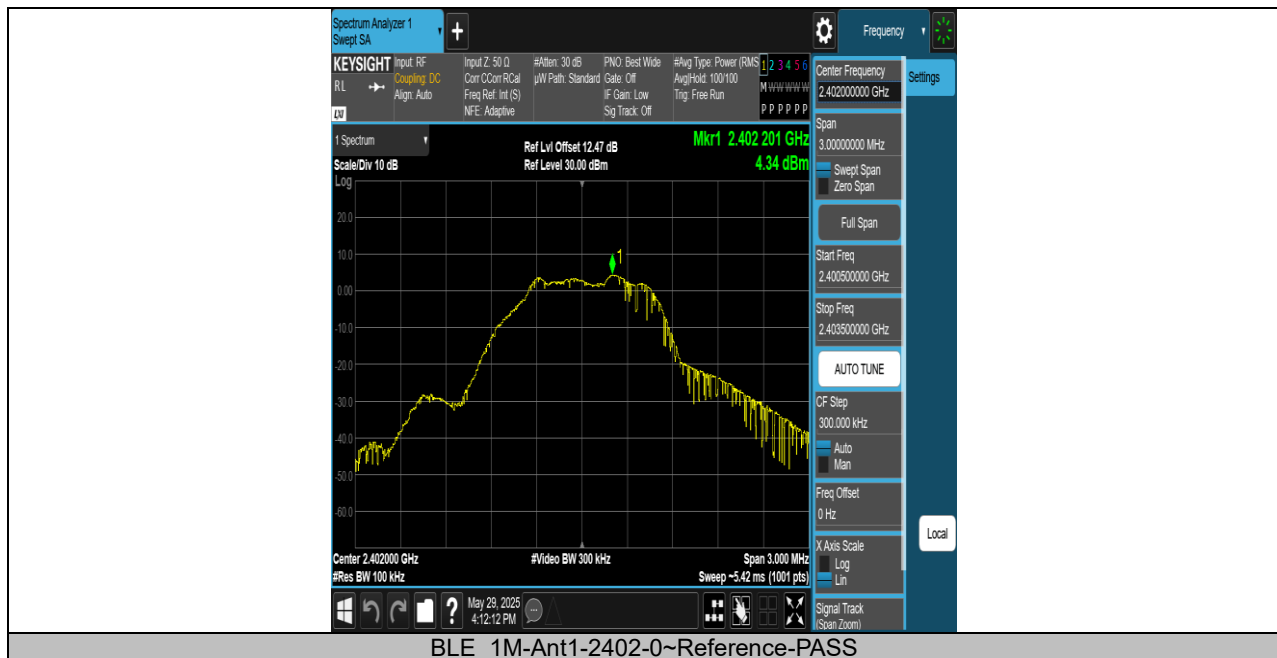 Spectrum Analyzer 1
Swept SA
+
Frequency
KEYSIGHT
RL
LXI
Input: RF
Coupling: DC
Align: Auto
Input Z: 50 Ω
Corr CCorr RCal
Freq Ref: Int (S)
NFE: Adaptive
#Atten: 30 dB
µW Path: Standard
PNO: Best Wide
Gate: Off
IF Gain: Low
Sig Track: Off
#Avg Type: Power (RMS
Avg|Hold: 100/100
Trig: Free Run
1 2 3 4 5 6
M W W W W W
P P P P P P
Center Frequency
2.402000000 GHz
Settings
Span
3.00000000 MHz
Swept Span
Zero Span
Full Span
Start Freq
2.400500000 GHz
Stop Freq
2.403500000 GHz
AUTO TUNE
CF Step
300.000 kHz
Auto
Man
Freq Offset
0 Hz
X Axis Scale
Log
Lin
Signal Track
(Span Zoom)
Local
1 Spectrum
Scale/Div 10 dB
Log
Ref Lvl Offset 12.47 dB
Ref Level 30.00 dBm
Mkr1 2.402 201 GHz
4.34 dBm
20.0
10.0
0.00
-10.0
-20.0
-30.0
-40.0
-50.0
-60.0
1
Center 2.402000 GHz
#Res BW 100 kHz
#Video BW 300 kHz
Span 3.000 MHz
Sweep ~5.42 ms (1001 pts)
?
May 29, 2025
4:12:12 PM
BLE_1M-Ant1-2402-0~Reference-PASS